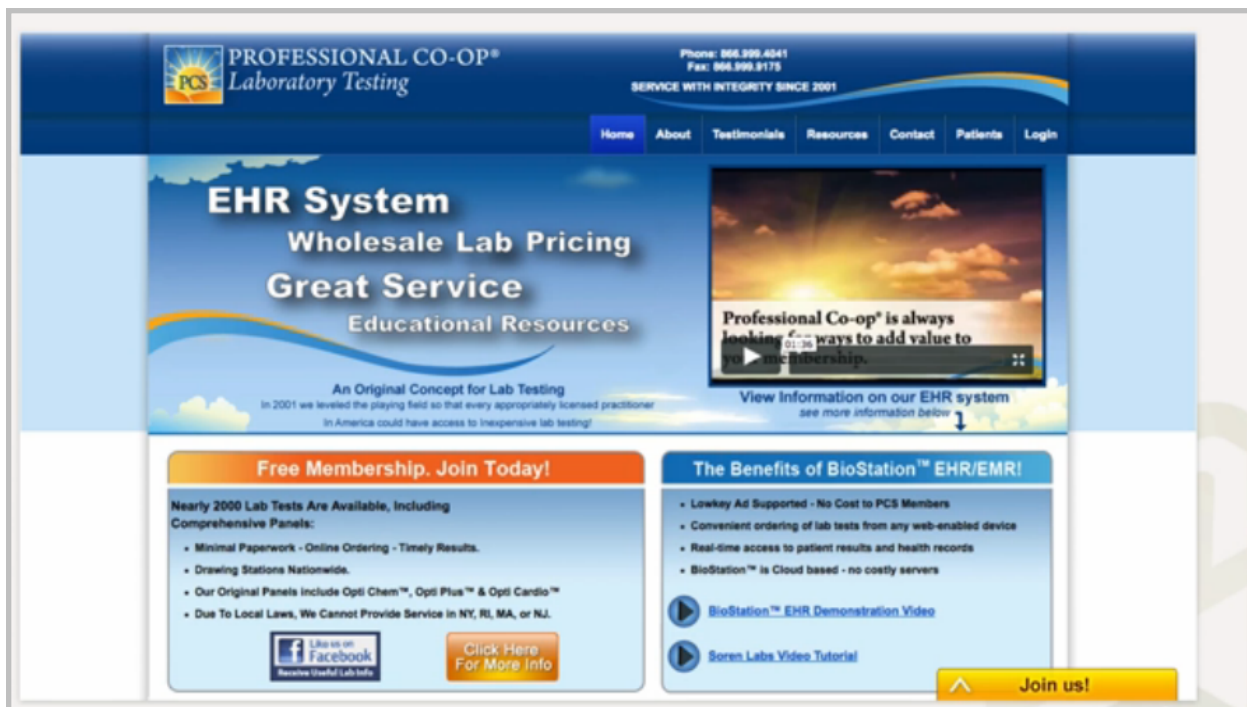 PROFESSIONAL CO-OP®
Laboratory Testing
PCS
Phone: 866.999.4041
Fax: 866.999.9175
SERVICE WITH INTEGRITY SINCE 2001
Home About Testimonials Resources Contact Patients Login
EHR System
Wholesale Lab Pricing
Great Service
Educational Resources
An Original Concept for Lab Testing
In 2001 we leveled the playing field so that every appropriately licensed practitioner
In America could have access to Inexpensive lab testing!
Professional Co-op® is always
looking for ways to add value to
your membership.
01:36
View Information on our EHR system
see more information below
Free Membership. Join Today!
Nearly 2000 Lab Tests Are Available, Including
Comprehensive Panels:
• Minimal Paperwork - Online Ordering - Timely Results.
• Drawing Stations Nationwide.
• Our Original Panels include Opti Chem™, Opti Plus™ & Opti Cardio™
• Due To Local Laws, We Cannot Provide Service in NY, RI, MA, or NJ.
Like us on
Facebook
Receive Useful Lab Info
Click Here
For More Info
The Benefits of BioStation™ EHR/EMR!
• Lowkey Ad Supported - No Cost to PCS Members
• Convenient ordering of lab tests from any web-enabled device
• Real-time access to patient results and health records
• BioStation™ is Cloud based - no costly servers
BioStation™ EHR Demonstration Video
Soren Labs Video Tutorial
Join us!